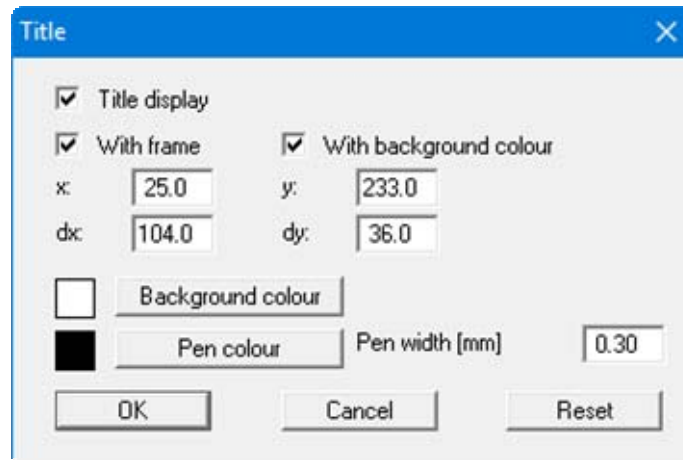 Title
Title display
With frame With background colour
x: 25.0 y: 233.0
dx: 104.0 dy: 36.0
Background colour
Pen colour Pen width [mm] 0.30
OK Cancel Reset